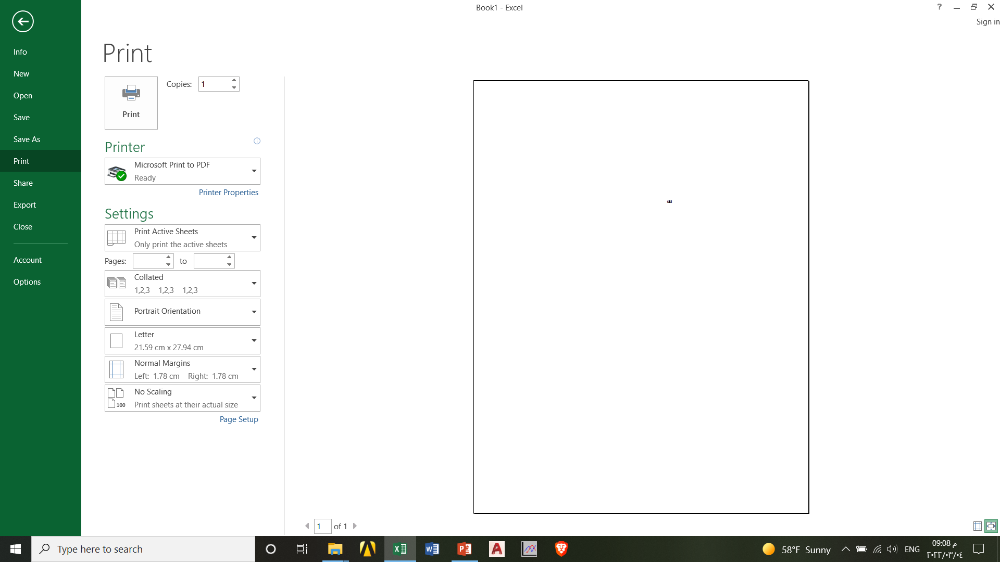 Book1 - Excel
?
Sign in
Info
New
Open
Save
Save As
Print
Share
Export
Close
Account
Options
Print
Print
Copies: 1
Printer
Microsoft Print to PDF
Ready
Printer Properties
Settings
Print Active Sheets
Only print the active sheets
Pages: to
Collated
1,2,3 1,2,3 1,2,3
Portrait Orientation
Letter
21.59 cm x 27.94 cm
Normal Margins
Left: 1.78 cm Right: 1.78 cm
100
No Scaling
Print sheets at their actual size
Page Setup
1 of 1
Type here to search
58°F Sunny
ENG
09:08 م
٢٠٢٢/٠٣/٠٤